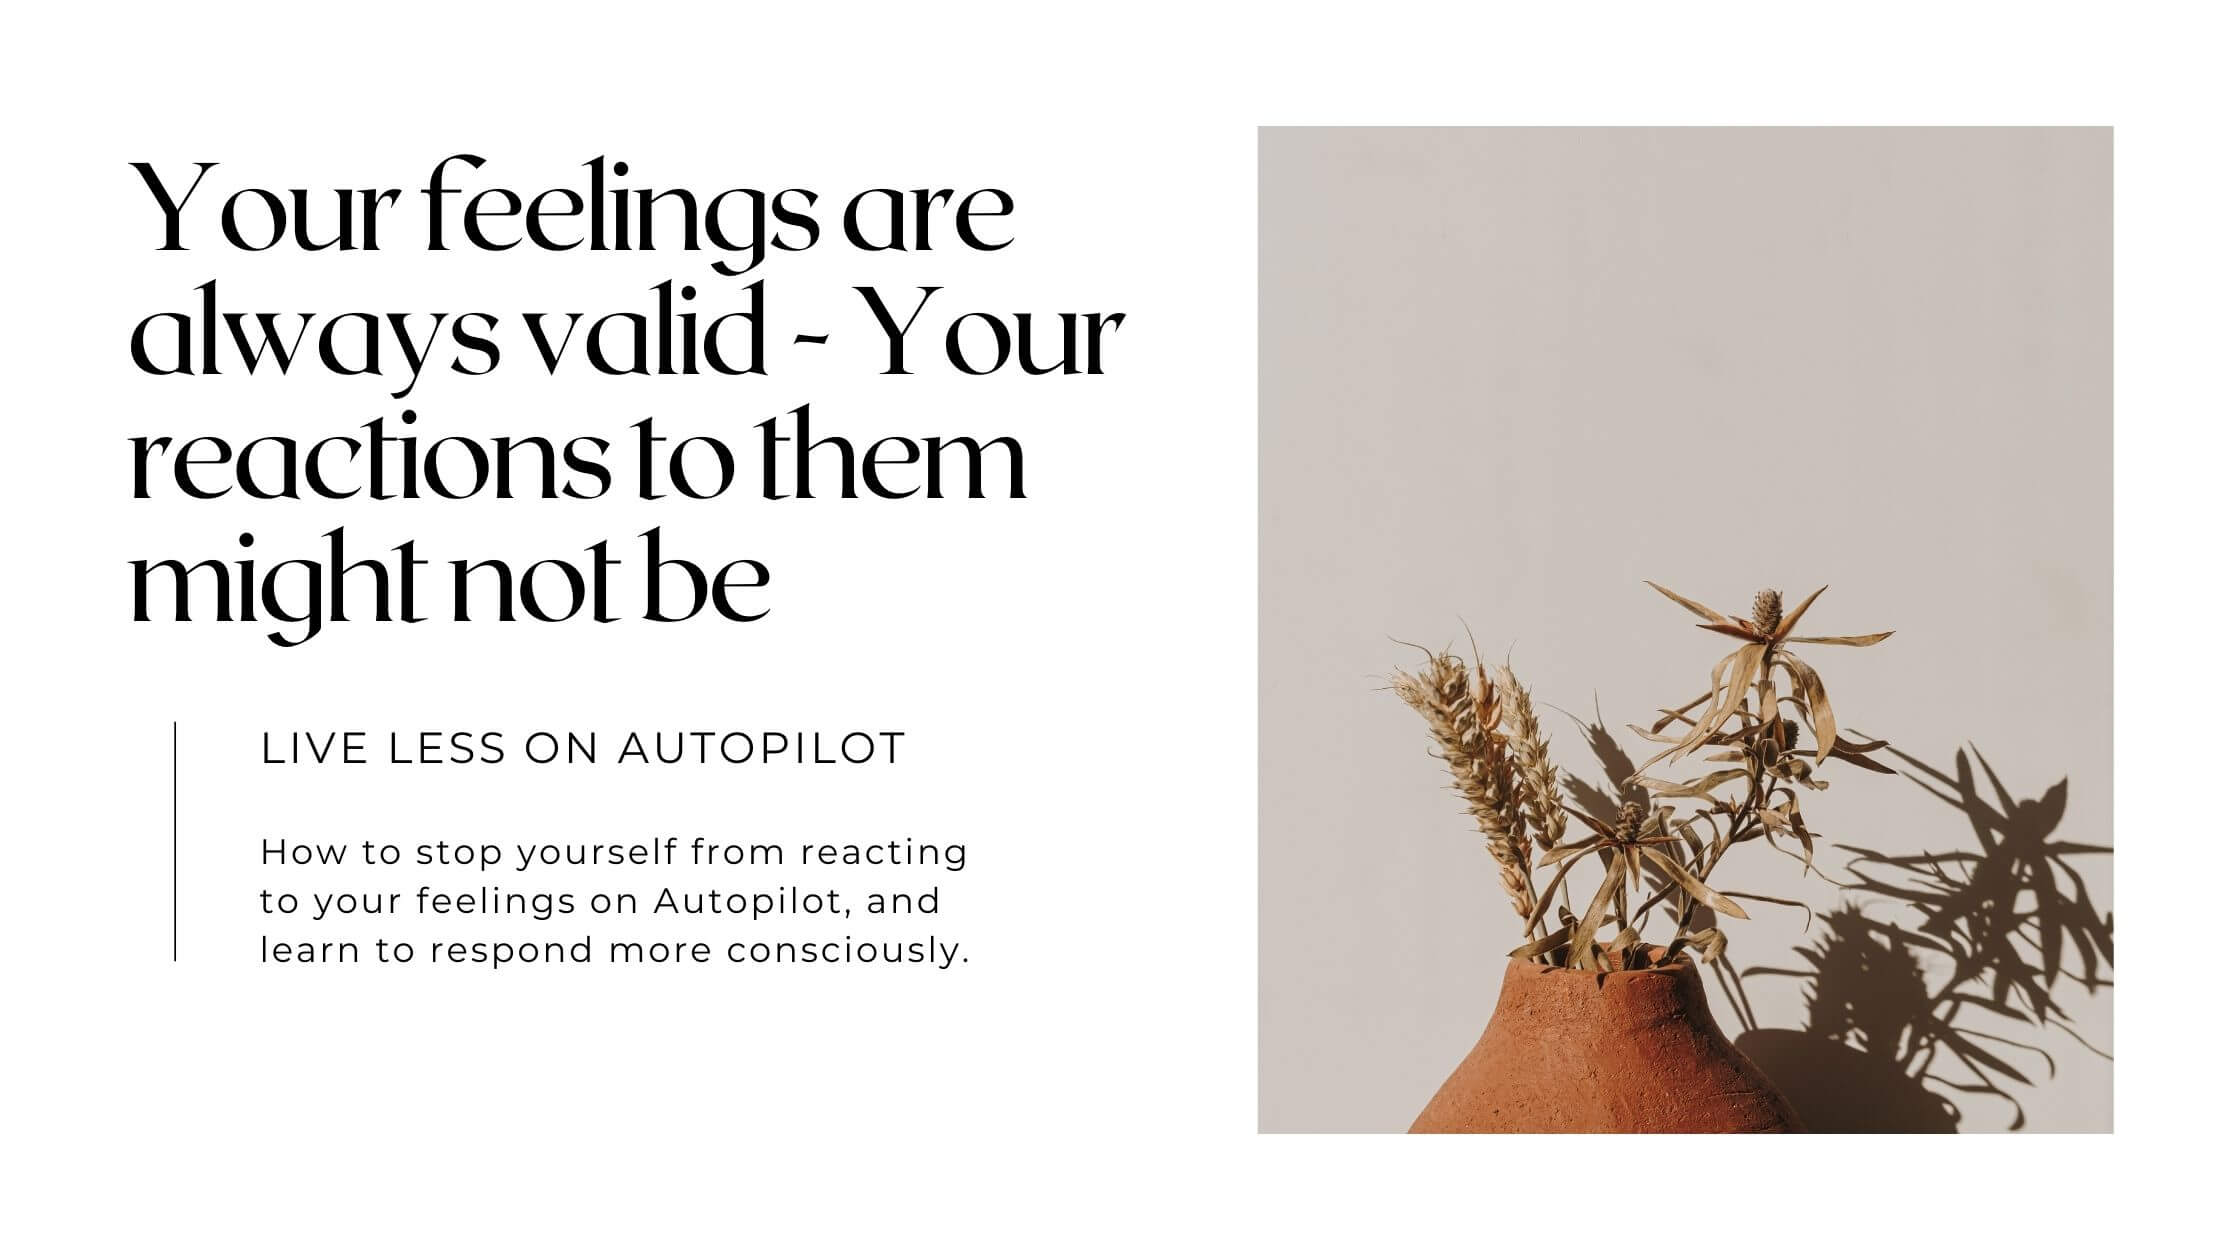 Your feelings are
always valid - Your
reactions to them
might not be
LIVE LESS ON AUTOPILOT
How to stop yourself from reacting
to your feelings on Autopilot, and
learn to respond more consciously.